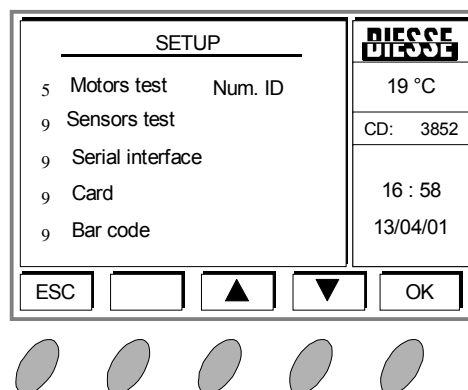 SETUP
5 Motors test Num. ID
9 Sensors test
9 Serial interface
9 Card
9 Bar code
DIESSE
19 °C
CD: 3852
16 : 58
13/04/01
ESC ▲ ▼ OK